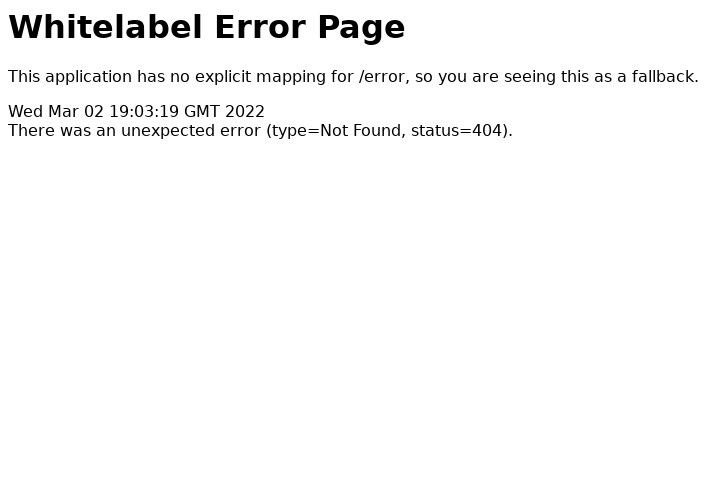 Whitelabel Error Page
This application has no explicit mapping for /error, so you are seeing this as a fallback.
Wed Mar 02 19:03:19 GMT 2022
There was an unexpected error (type=Not Found, status=404).